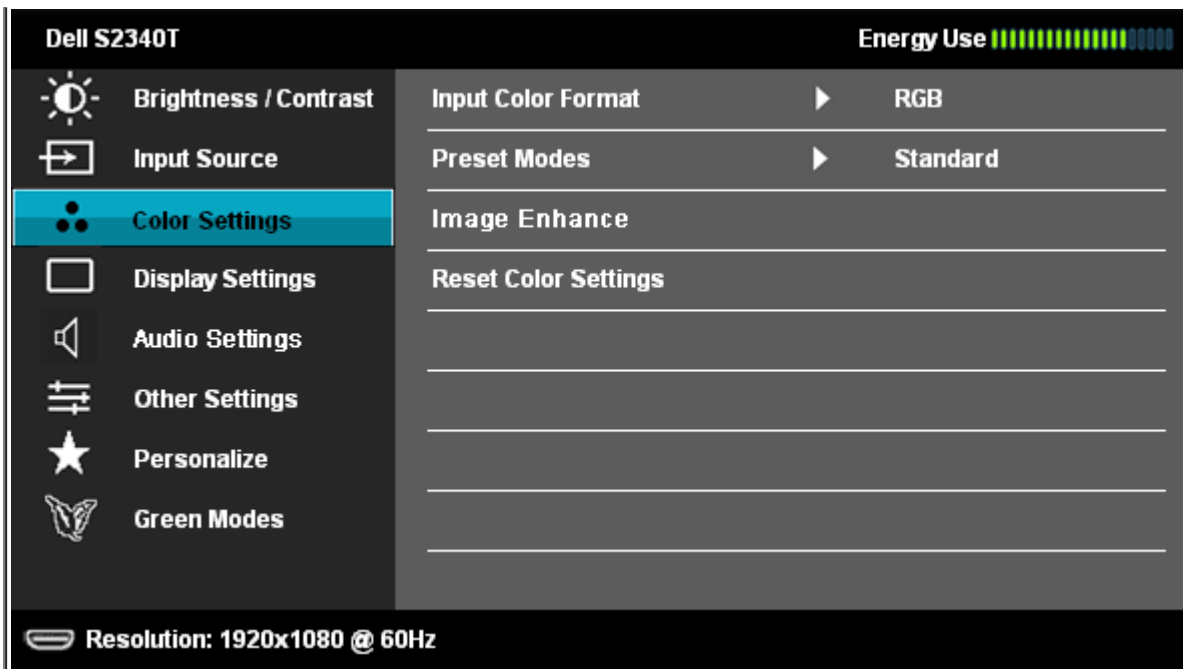 Dell S2340T
Energy Use
Brightness / Contrast
Input Color Format
RGB
Input Source
Preset Modes
Standard
Color Settings
Image Enhance
Display Settings
Reset Color Settings
Audio Settings
Other Settings
Personalize
Green Modes
Resolution: 1920x1080 @ 60Hz